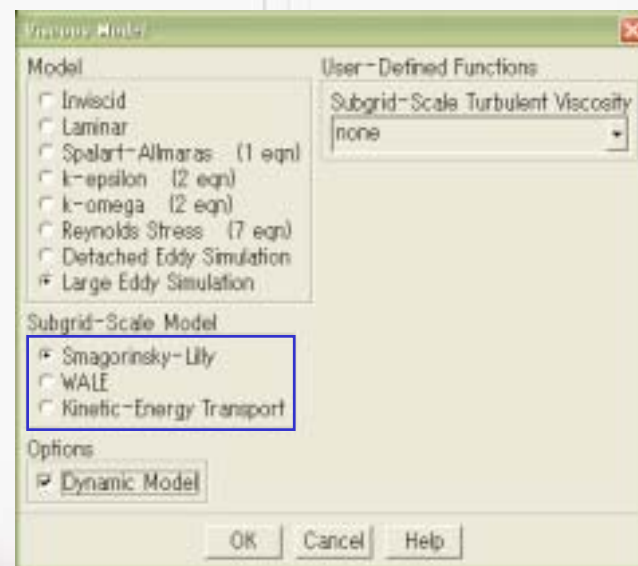 Viscous Model
Model
Inviscid
Laminar
Spalart-Allmaras (1 eqn)
k-epsilon (2 eqn)
k-omega (2 eqn)
Reynolds Stress (7 eqn)
Detached Eddy Simulation
Large Eddy Simulation
Subgrid-Scale Model
Smagorinsky-Lilly
WALE
Kinetic-Energy Transport
Options
Dynamic Model
User-Defined Functions
Subgrid-Scale Turbulent Viscosity
none
OK Cancel Help